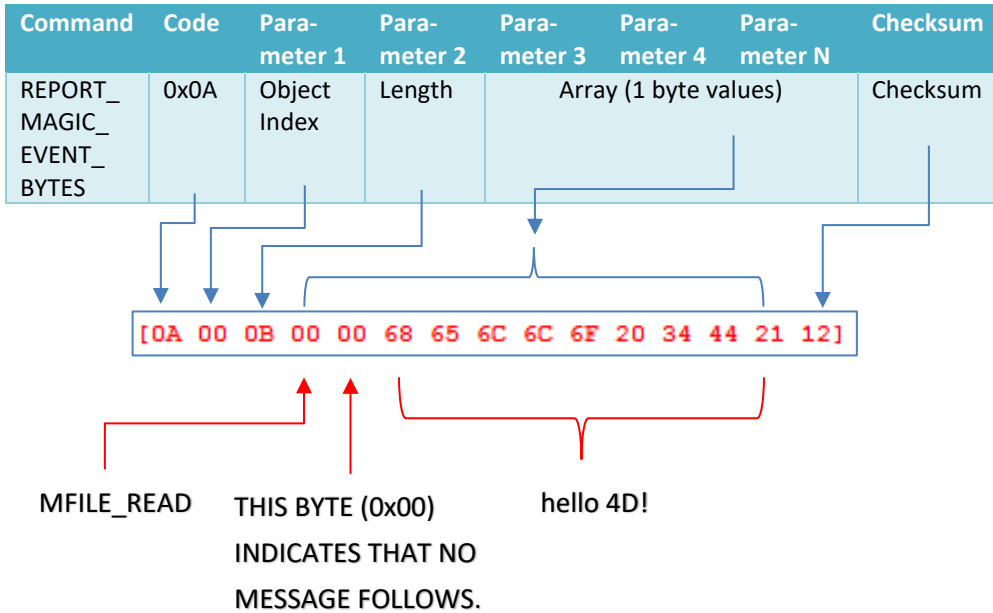 Command Code Para- Para- Para- Para- Para- Checksum
meter 1 meter 2 meter 3 meter 4 meter N
REPORT_ 0x0A Object Length Array (1 byte values) Checksum
MAGIC_ Index
EVENT_
BYTES
[0A 00 0B 00 00 68 65 6C 6C 6F 20 34 44 21 12]
MFILE_READ THIS BYTE (0x00) hello 4D!
INDICATES THAT NO
MESSAGE FOLLOWS.